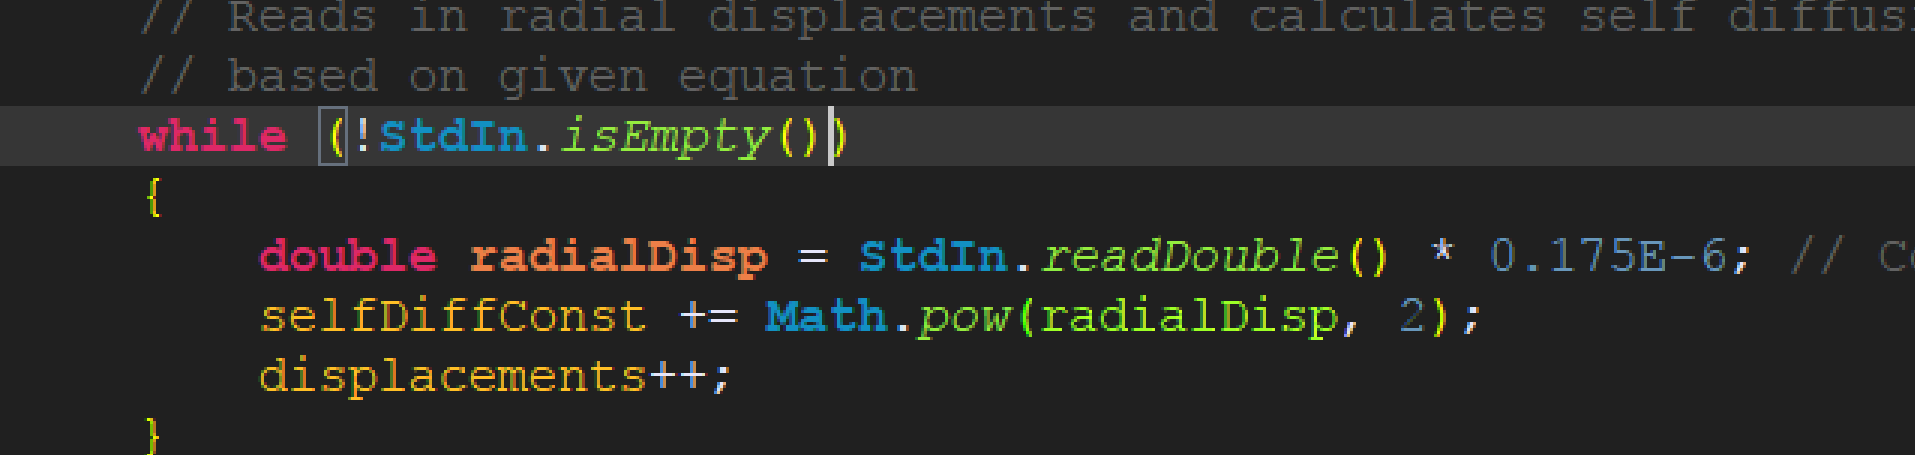 // Reads in radial displacements and calculates self
// based on given equation
while (!StdIn.isEmpty())
{
double radialDisp = StdIn.readDouble() * 0.175E-6; //
selfDiffConst += Math.pow(radialDisp, 2);
displacements++;
}